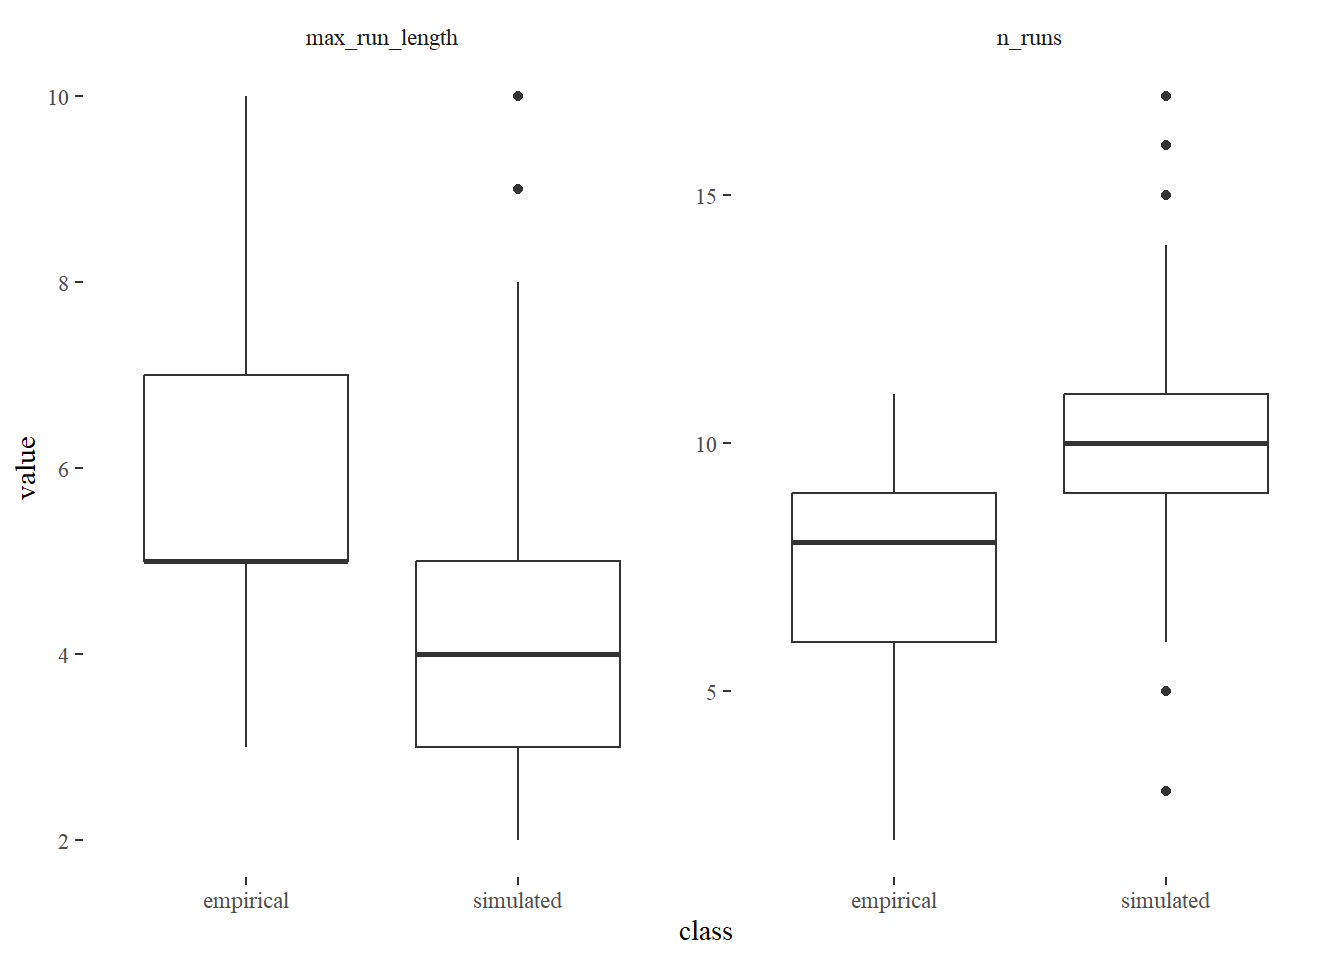 max_run_length
n_runs
value
10
8
6
4
2
15
10
5
empirical
simulated
empirical
simulated
class